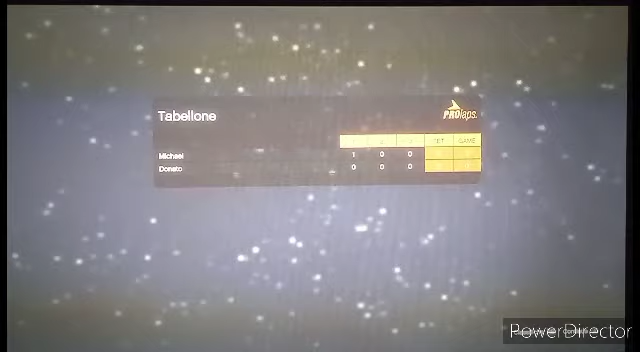 Tabellone
PROlaps.
SET GAME
Michael 1 0 0
Donato 0 0 0
PowerDirector